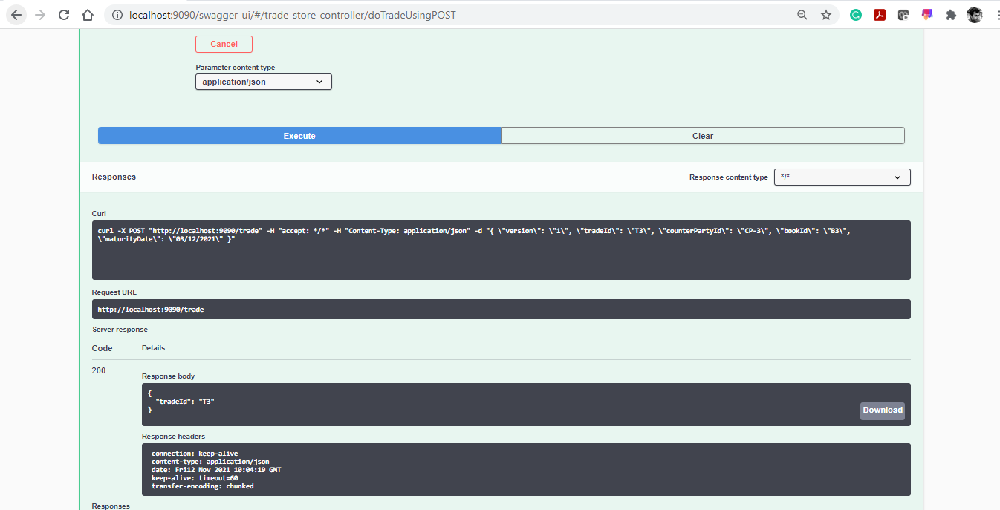 localhost:9090/swagger-ui/#/trade-store-controller/doTradeUsingPOST
Cancel
Parameter content type
application/json
Execute
Clear
Responses
Response content type
*/*
Curl
curl -X POST "http://localhost:9090/trade" -H "accept: */*" -H "Content-Type: application/json" -d "{ \"version\": \"1\", \"tradeId\": \"T3\", \"counterPartyId\": \"CP-3\", \"bookId\": \"B3\",
\"maturityDate\": \"03/12/2021\" }"
Request URL
http://localhost:9090/trade
Server response
Code
Details
200
Response body
{
"tradeId": "T3"
}
Download
Response headers
connection: keep-alive
content-type: application/json
date: Fri12 Nov 2021 10:04:19 GMT
keep-alive: timeout=60
transfer-encoding: chunked
Responses